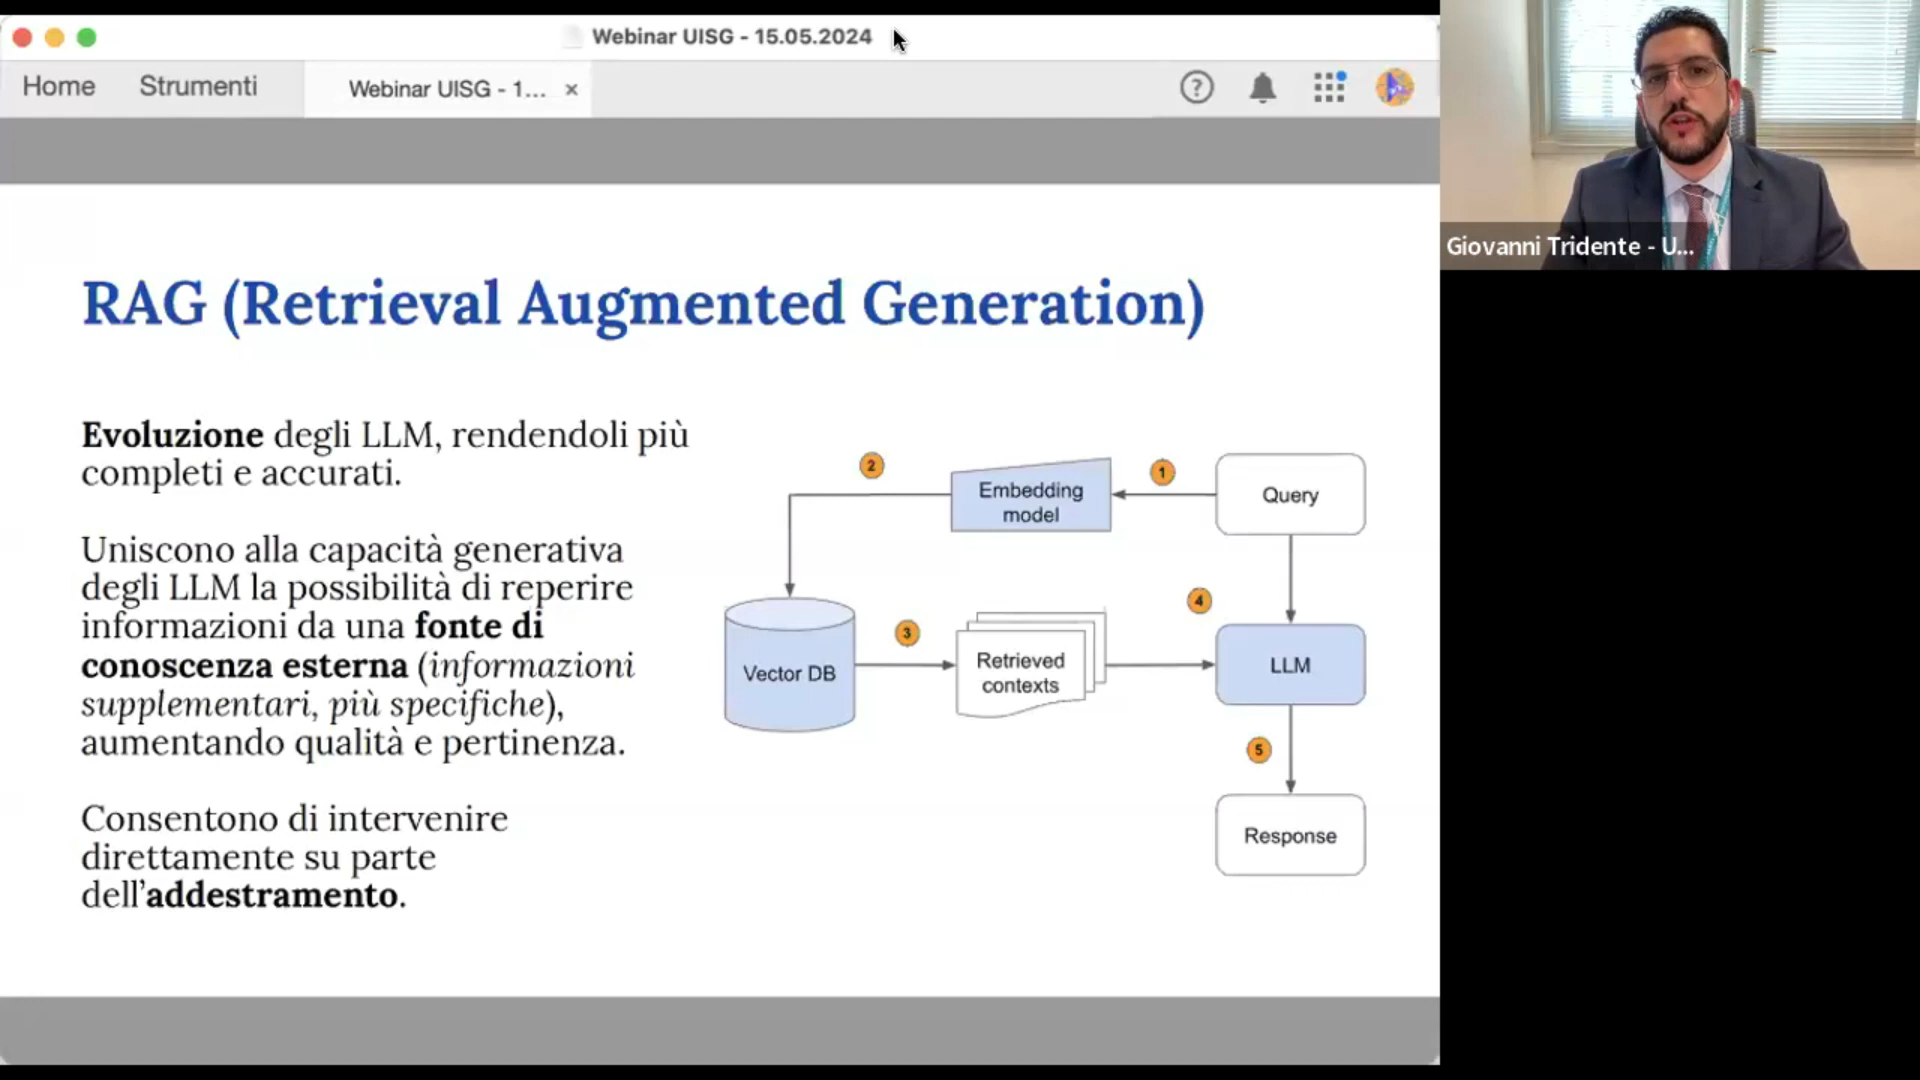 Webinar UISG - 15.05.2024
Home
Strumenti
Webinar UISG - 1...
Giovanni Tridente - U...
RAG (Retrieval Augmented Generation)
Evoluzione degli LLM, rendendoli più
completi e accurati.
Uniscono alla capacità generativa
degli LLM la possibilità di reperire
informazioni da una fonte di
conoscenza esterna (informazioni
supplementari, più specifiche),
aumentando qualità e pertinenza.
Consentono di intervenire
direttamente su parte
dell’addestramento.
2
Embedding
model
1
Query
Vector DB
3
Retrieved
contexts
4
LLM
5
Response